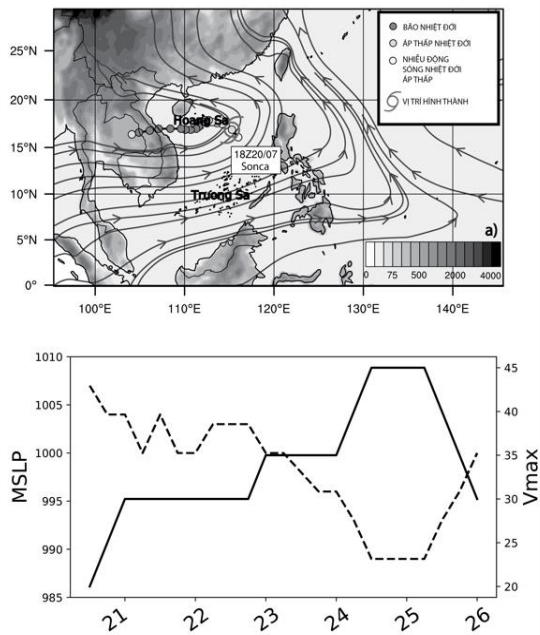 BÃO NHIỆT ĐỚI
ÁP THẤP NHIỆT ĐỚI
NHIỄU ĐỘNG
SÓNG NHIỆT ĐỚI
ÁP THẤP
VỊ TRÍ HÌNH THÀNH
25°N
20°N
15°N
10°N
5°N
0°
Hoang Sa
18Z20/07
Sonca
Truong Sa
a)
0 75 500 2000 4000
100°E 110°E 120°E 130°E 140°E
1010
1005
1000
995
990
985
MSLP
45
40
35
30
25
20
Vmax
21 22 23 24 25 26